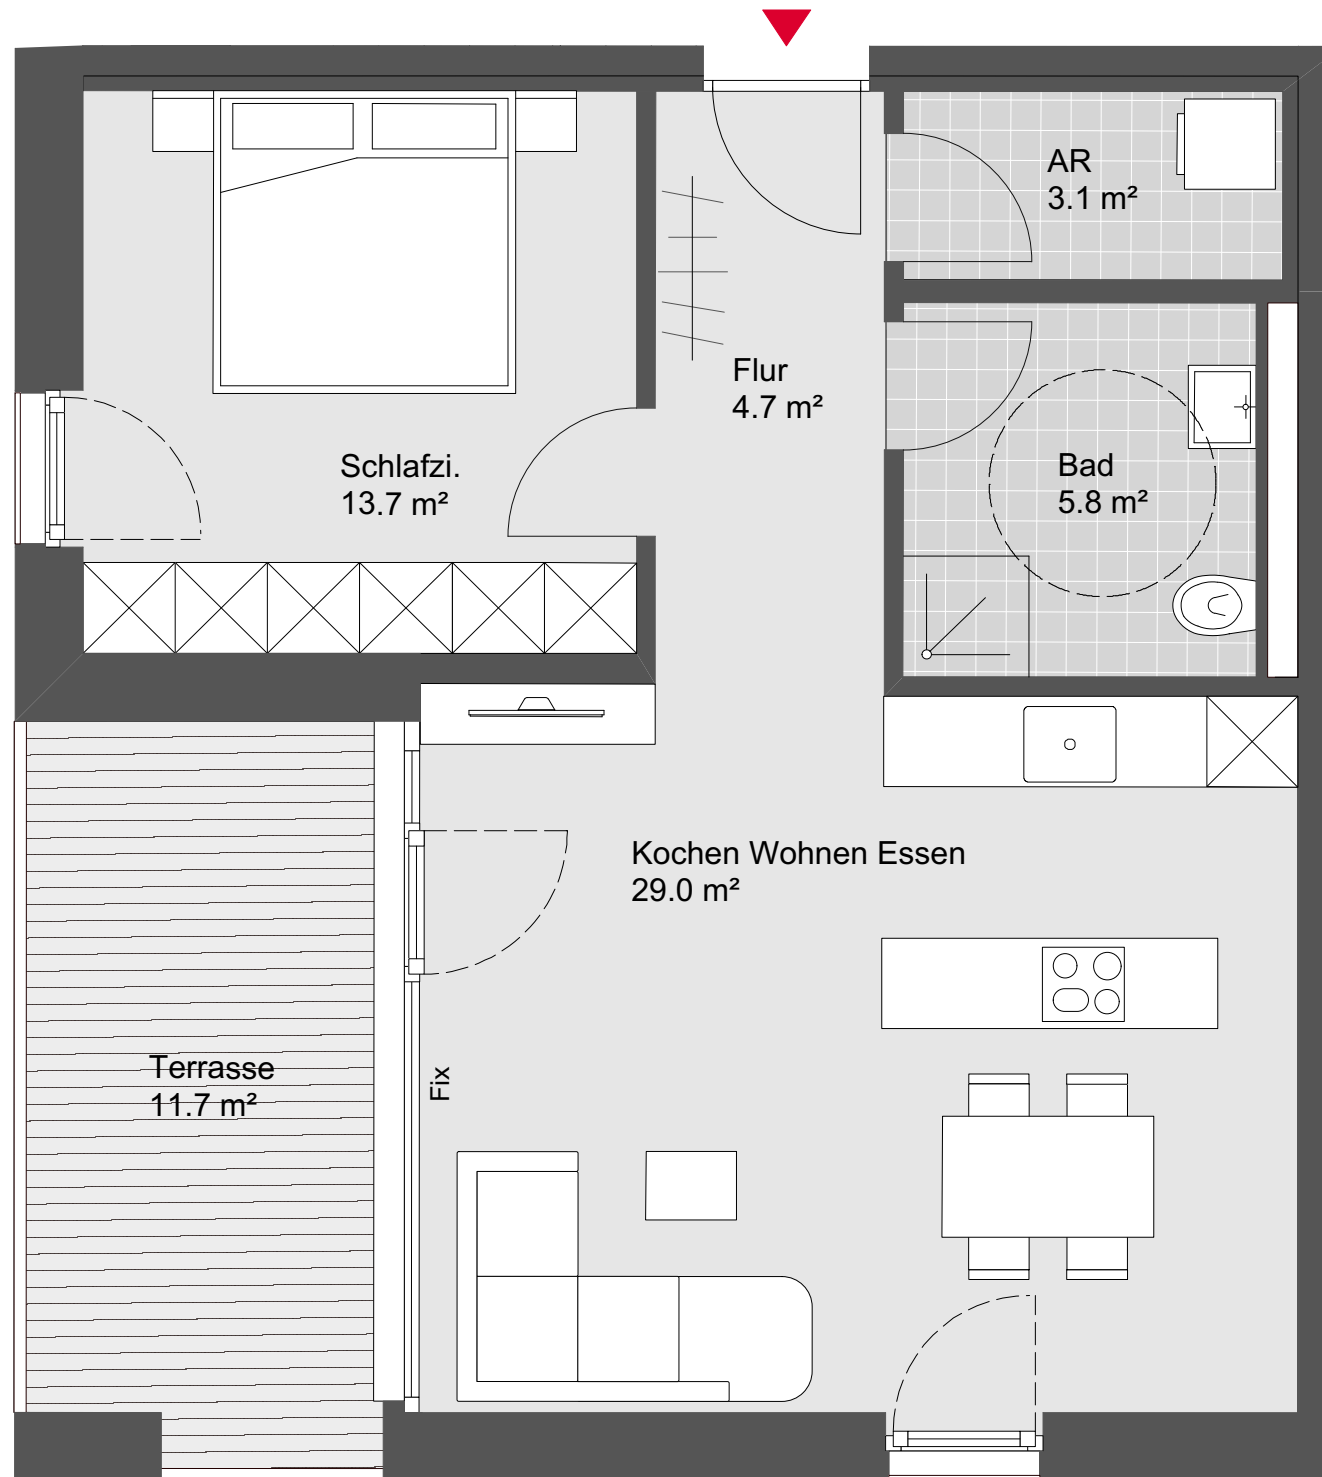 AR
3.1 m²
Flur
4.7 m²
Schlafzi.
13.7 m²
Bad
5.8 m²
Kochen Wohnen Essen
29.0 m²
Terrasse
11.7 m²
Fix